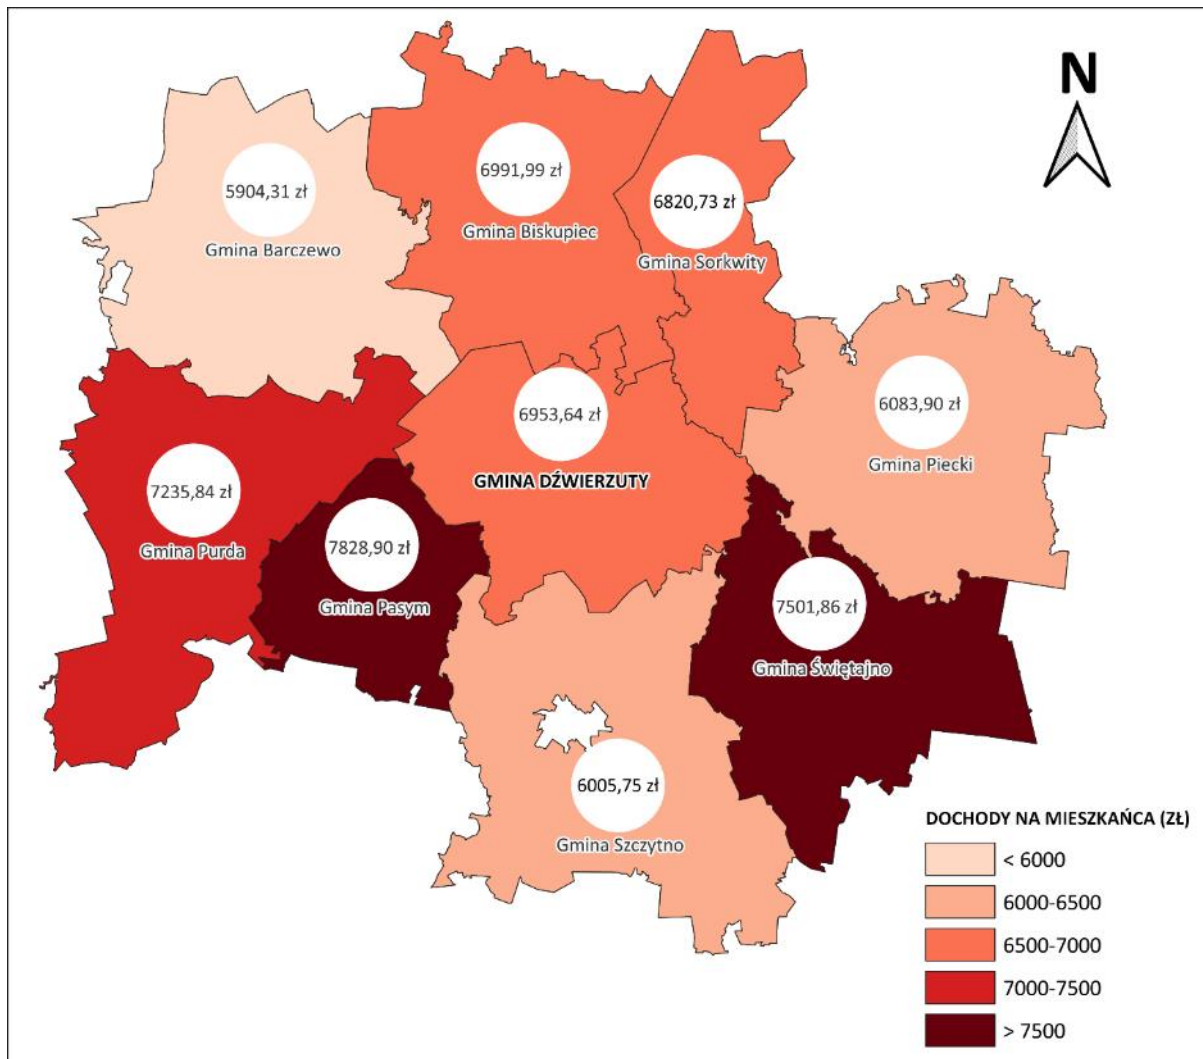 N
6991,99 zł
Gmina Biskupiec
5904,31 zł
Gmina Barczewo
6820,73 zł
Gmina Sorkwity
6083,90 zł
Gmina Piecki
6953,64 zł
GMINA DŹWIERZUTY
7235,84 zł
Gmina Purda
7828,90 zł
Gmina Pasym
7501,86 zł
Gmina Świętajno
6005,75 zł
Gmina Szczytno
DOCHODY NA MIESZKAŃCA (ZŁ)
< 6000
6000-6500
6500-7000
7000-7500
> 7500